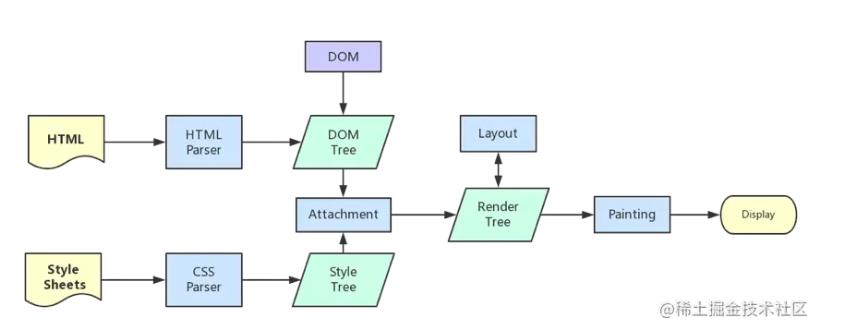 DOM
HTML
HTML
Parser
DOM
Tree
Layout
Attachment
Render
Tree
Painting
Display
Style
Sheets
CSS
Parser
Style
Tree
@稀土掘金技术社区